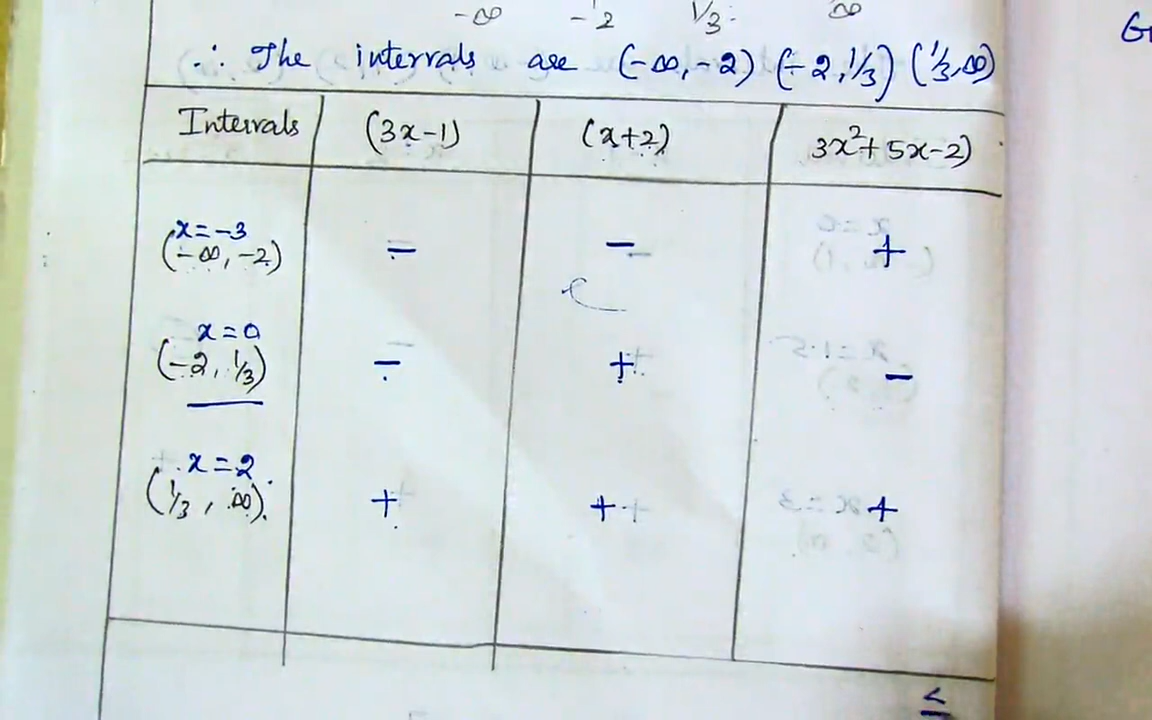 -∞ -2 1/3 ∞
∴ The intervals are (-∞,-2) (-2,1/3) (1/3,∞)
Intervals (3x-1) (x+2) 3x²+5x-2)
x=-3
(-∞,-2) - - +
x=0
(-2,1/3) - + -
x=2
(1/3,∞). + + +
≤